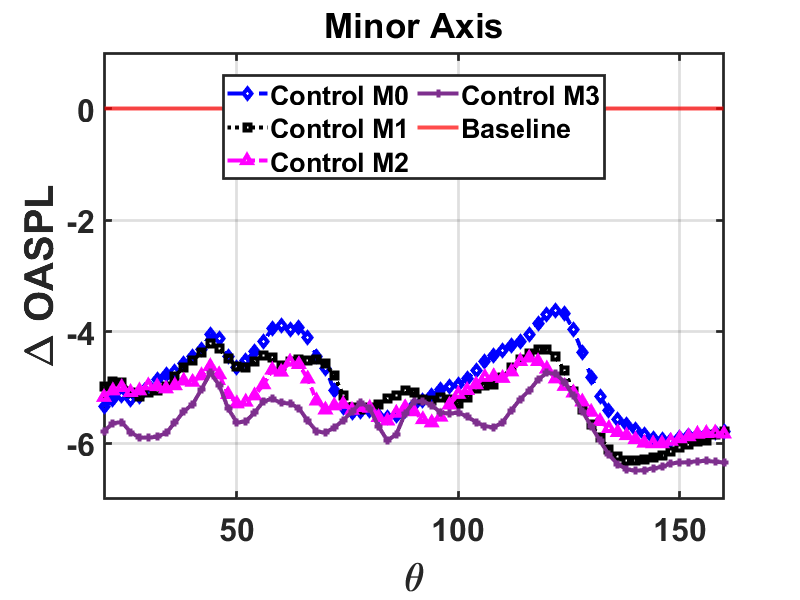 Minor Axis
Control M0 Control M3
Control M1 Baseline
Control M2
Δ OASPL
0
-2
-4
-6
50 100 150
θ